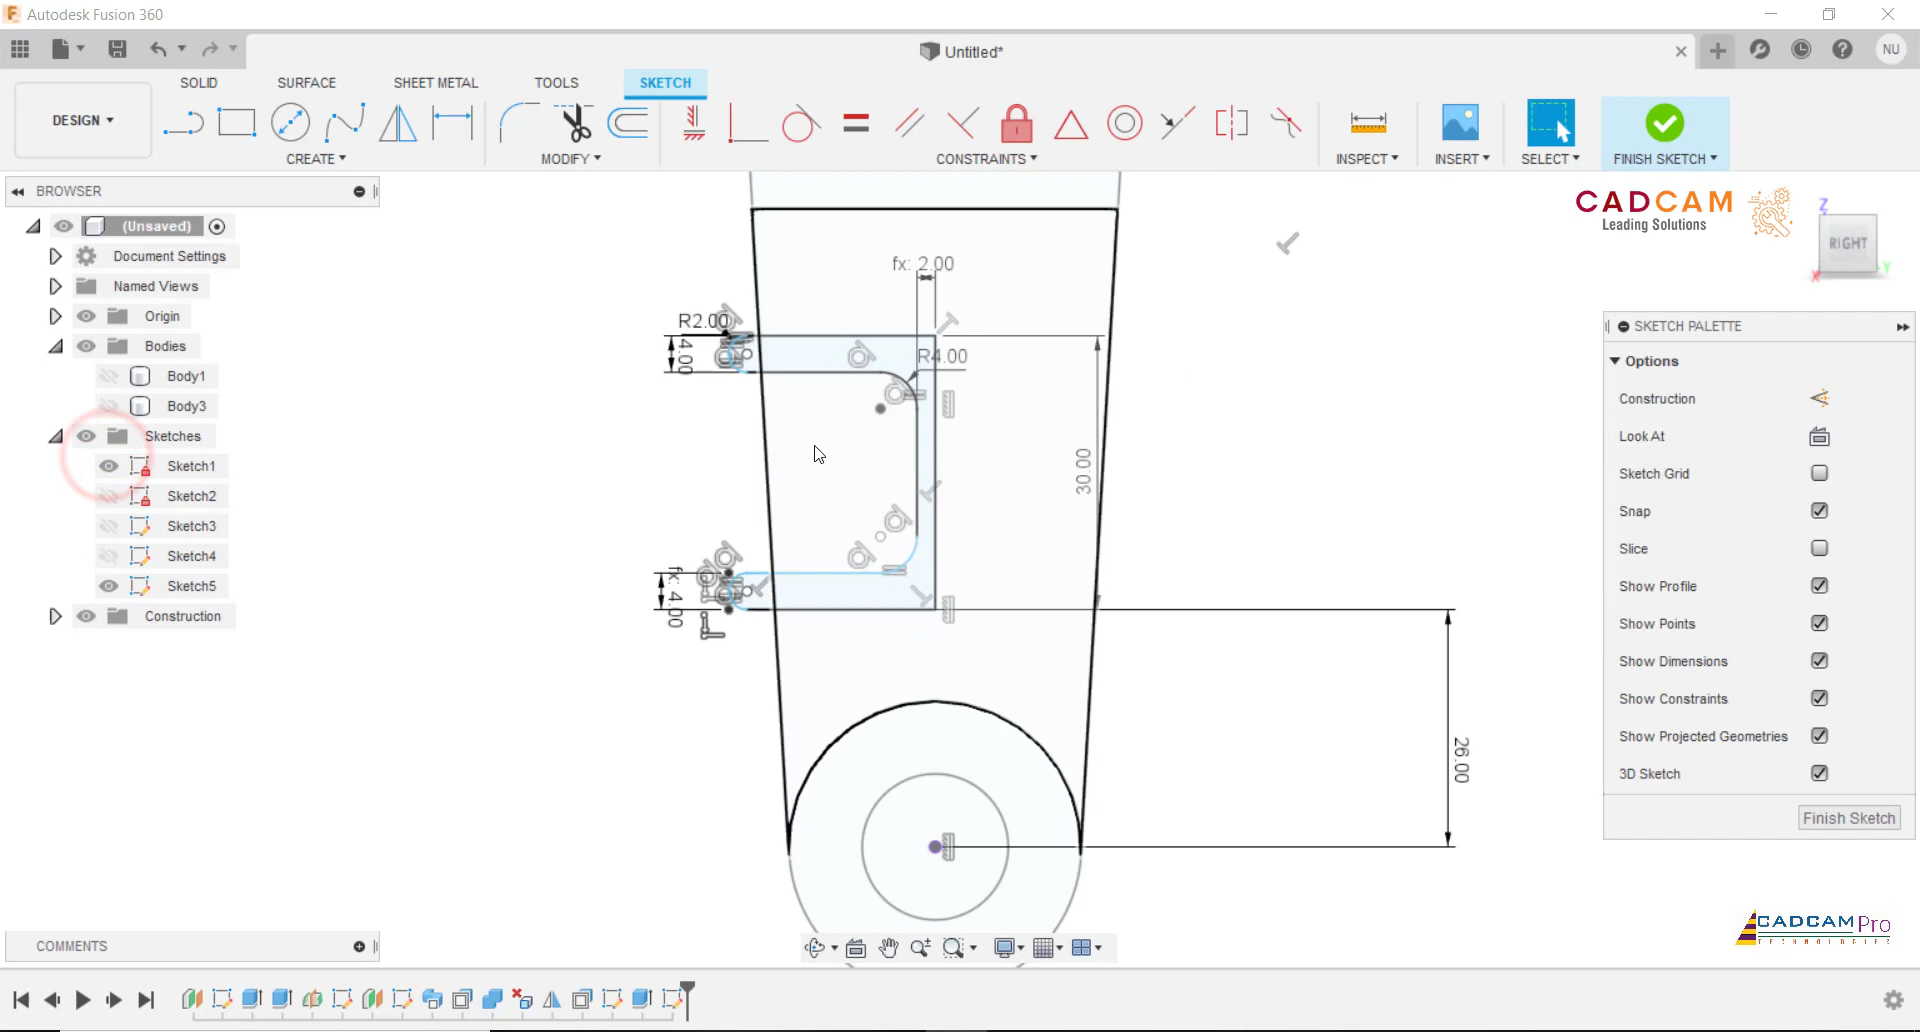 Autodesk Fusion 360
Untitled*
NU
SOLID
SURFACE
SHEET METAL
TOOLS
SKETCH
DESIGN
CREATE
MODIFY
CONSTRAINTS
INSPECT
INSERT
SELECT
FINISH SKETCH
BROWSER
(Unsaved)
Document Settings
Named Views
Origin
Bodies
Body1
Body3
Sketches
Sketch1
Sketch2
Sketch3
Sketch4
Sketch5
Construction
fx: 2.00
R2.00
4.00
R4.00
30.00
fx: 4.00
26.00
CADCAM
Leading Solutions
Z
RIGHT
X
Y
SKETCH PALETTE
Options
Construction
Look At
Sketch Grid
Snap
Slice
Show Profile
Show Points
Show Dimensions
Show Constraints
Show Projected Geometries
3D Sketch
Finish Sketch
CADCAM Pro
TECHNOLOGIES
COMMENTS